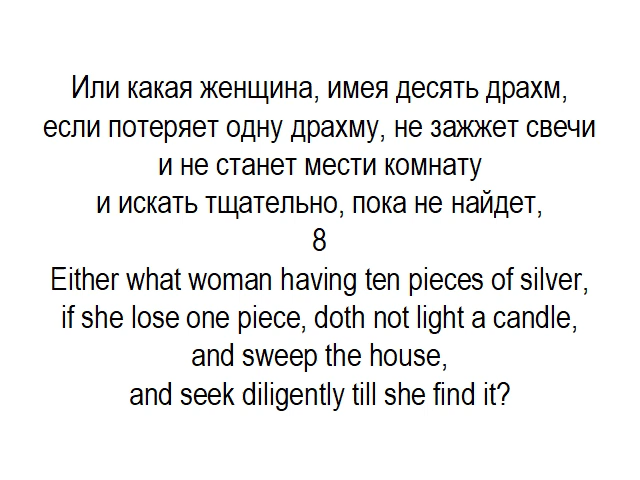 Или какая женщина, имея десять драхм,
если потеряет одну драхму, не зажжет свечи
и не станет мести комнату
и искать тщательно, пока не найдет,
8
Either what woman having ten pieces of silver,
if she lose one piece, doth not light a candle,
and sweep the house,
and seek diligently till she find it?